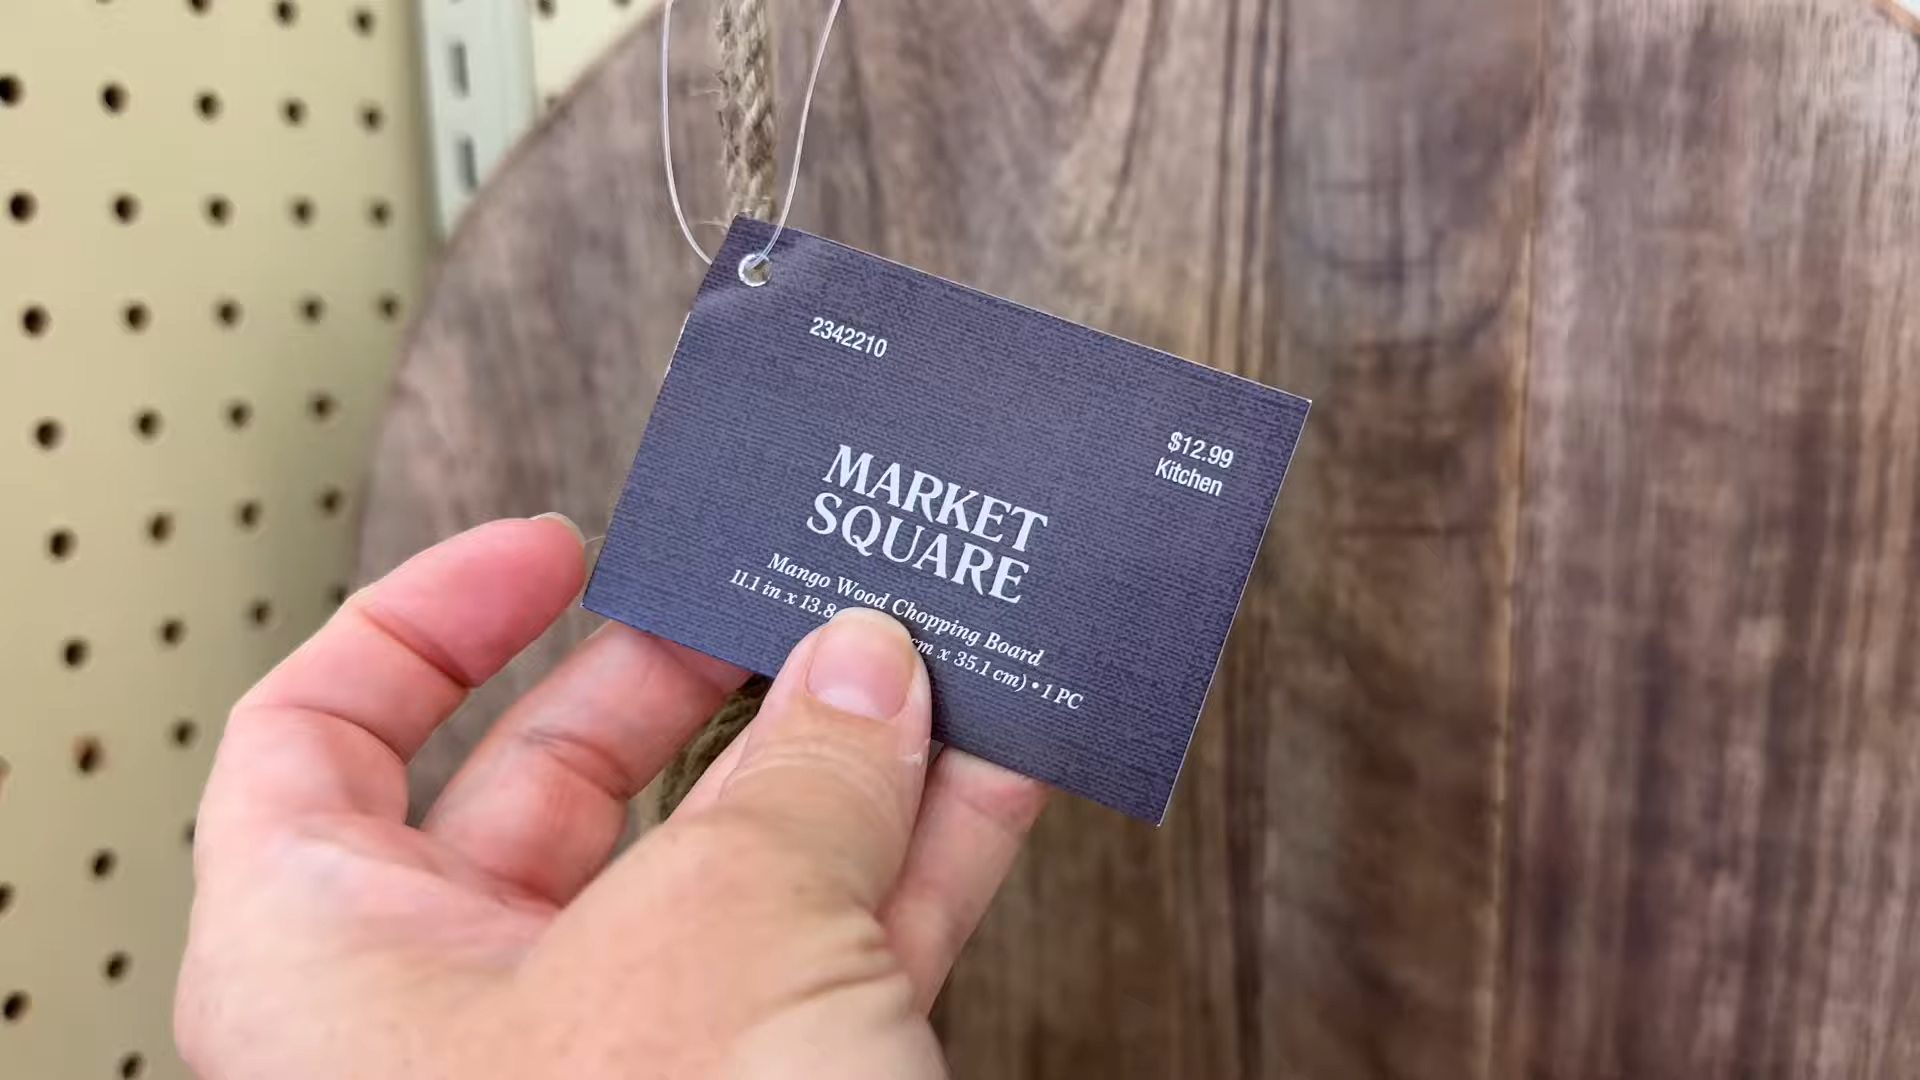 2342210
$12.99
Kitchen
MARKET
SQUARE
Mango Wood Chopping Board
11.1 in x 13.8 cm x 35.1 cm) • 1 PC